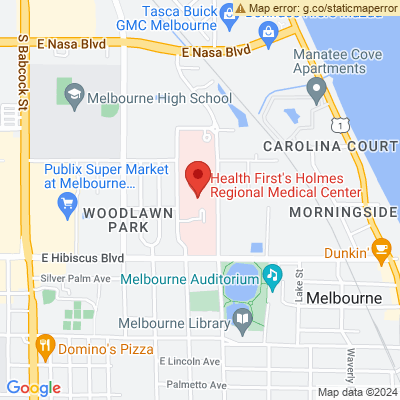 Map error: g.co/staticmaperror
Tasca Buick
GMC Melbourne
E Nasa Blvd
E Nasa Blvd
S Babcock St
Manatee Cove
Apartments
Melbourne High School
1
CAROLINA COURT
Publix Super Market
at Melbourne...
Health First's Holmes
Regional Medical Center
WOODLAWN
PARK
MORNINGSIDE
Dunkin'
E Hibiscus Blvd
Silver Palm Ave
Melbourne Auditorium
Lake St
Melbourne
Melbourne Library
Domino's Pizza
E Lincoln Ave
Waverly
Palmetto Ave
Google
Map data ©2024